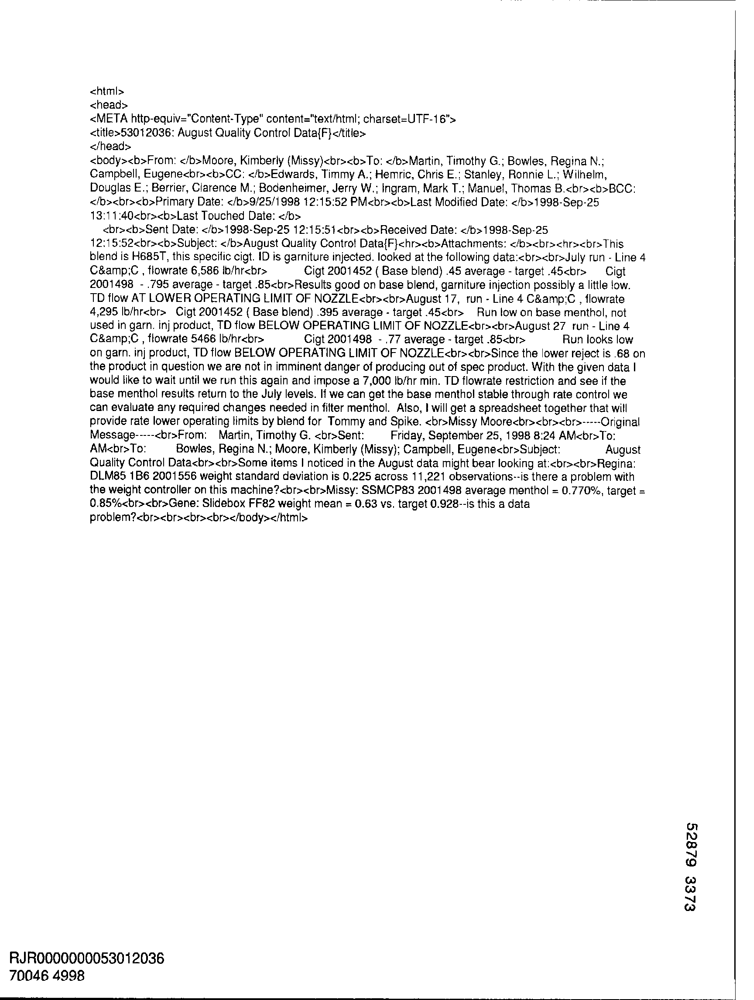 <html>
<head>
<META http-equiv="Content-Type" content="text/html; charset=UTF-16">
<title>53012036: August Quality Control Data{F}</title>
</head>
<body><b>From: </b>Moore, Kimberly (Missy)<br><b>To: </b>Martin, Timothy G.; Bowles, Regina N.;
Campbell, Eugene<br><b>CC: </b>Edwards, Timmy A.; Hemric, Chris E.; Stanley, Ronnie L.; Wilhelm,
Douglas E.; Berrier, Clarence M.; Bodenheimer, Jerry W.; Ingram, Mark T.; Manuel, Thomas B.<br><b>BCC:
</b><br><b>Primary Date: </b>9/25/1998 12:15:52 PM<br><b>Last Modified Date: </b>1998-Sep-25
13:11:40<br><b>Last Touched Date: </b>
<br><b>Sent Date: </b>1998-Sep-25 12:15:51<br><b>Received Date: </b>1998-Sep-25
12:15:52<br><b>Subject: </b>August Quality Control Data{F}<hr><b>Attachments: </b><br><hr><br>This
blend is H685T, this specific cigt. ID is garniture injected. looked at the following data:<br><br>July run - Line 4
C&amp;C , flowrate 6,586 lb/hr<br> Cigt 2001452 ( Base blend) .45 average - target .45<br> Cigt
2001498 - .795 average - target .85<br>Results good on base blend, garniture injection possibly a little low.
TD flow AT LOWER OPERATING LIMIT OF NOZZLE<br><br>August 17, run - Line 4 C&amp;C , flowrate
4,295 lb/hr<br> Cigt 2001452 ( Base blend) .395 average - target .45<br> Run low on base menthol, not
used in garn. inj product, TD flow BELOW OPERATING LIMIT OF NOZZLE<br><br>August 27 run - Line 4
C&amp;C , flowrate 5466 lb/hr<br> Cigt 2001498 - .77 average - target .85<br> Run looks low
on garn. inj product, TD flow BELOW OPERATING LIMIT OF NOZZLE<br><br>Since the lower reject is .68 on
the product in question we are not in imminent danger of producing out of spec product. With the given data I
would like to wait until we run this again and impose a 7,000 lb/hr min. TD flowrate restriction and see if the
base menthol results return to the July levels. If we can get the base menthol stable through rate control we
can evaluate any required changes needed in filter menthol. Also, I will get a spreadsheet together that will
provide rate lower operating limits by blend for Tommy and Spike. <br>Missy Moore<br><br><br>-----Original
Message-----<br>From: Martin, Timothy G. <br>Sent: Friday, September 25, 1998 8:24 AM<br>To:
AM<br>To: Bowles, Regina N.; Moore, Kimberly (Missy); Campbell, Eugene<br>Subject: August
Quality Control Data<br><br>Some items I noticed in the August data might bear looking at:<br><br>Regina:
DLM85 1B6 2001556 weight standard deviation is 0.225 across 11,221 observations--is there a problem with
the weight controller on this machine?<br><br>Missy: SSMCP83 2001498 average menthol = 0.770%, target =
0.85%<br><br>Gene: Slidebox FF82 weight mean = 0.63 vs. target 0.928--is this a data
problem?<br><br><br><br></body></html>
52879 3373
RJR0000000053012036
70046 4998